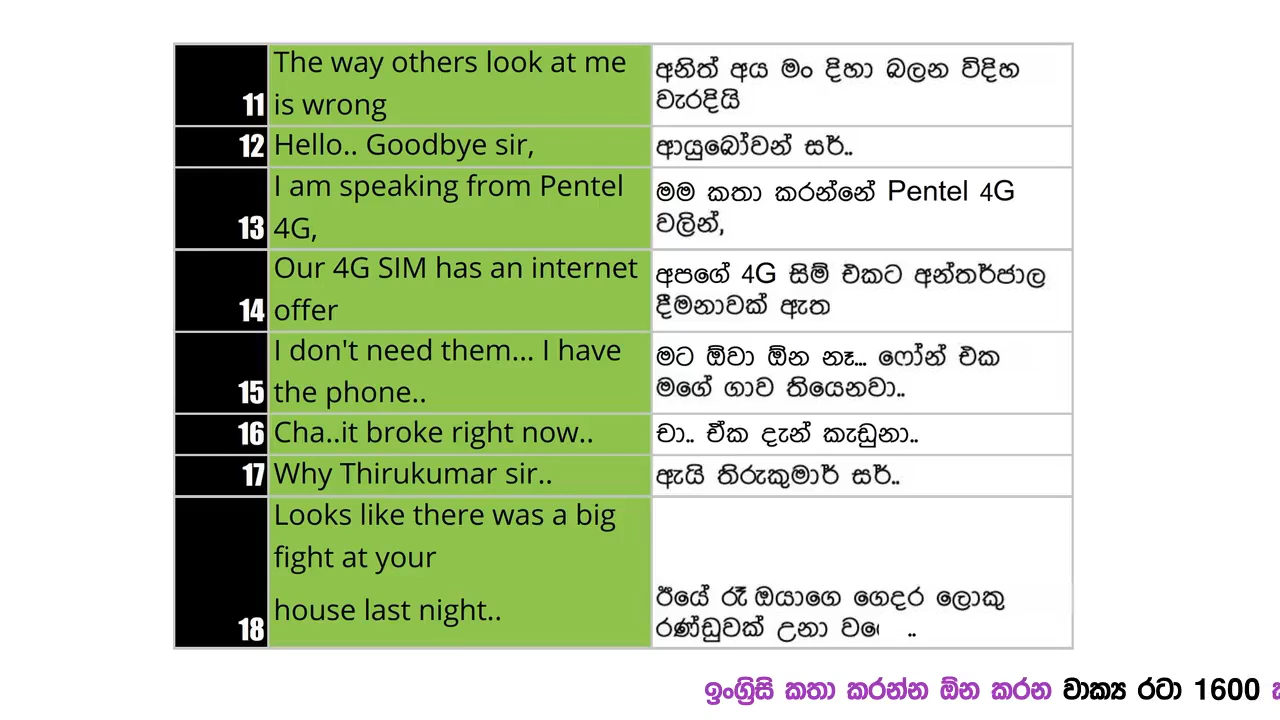 11 The way others look at me
is wrong
අනිත් අය මං දිහා බලන විදිහ
වැරදියි
12 Hello.. Goodbye sir,
ආයුබෝවන් සර්..
13 I am speaking from Pentel
4G,
මම කතා කරන්නේ Pentel 4G
වලින්,
14 Our 4G SIM has an internet
offer
අපගේ 4G සිම් එකට අන්තර්ජාල
දීමනාවක් ඇත
15 I don't need them... I have
the phone..
මට ඕවා ඕන නෑ... ෆෝන් එක
මගේ ගාව තියෙනවා..
16 Cha..it broke right now..
චා.. ඒක දැන් කැඩුනා..
17 Why Thirukumar sir..
ඇයි තිරුකුමාර් සර්..
18 Looks like there was a big
fight at your
house last night..
ඊයේ රෑ ඔයාගෙ ගෙදර ලොකු
රණ්ඩුවක් උනා ..
ඉංග්‍රිසි කතා කරන්න ඕන කරන වාක්‍ය රටා 1600